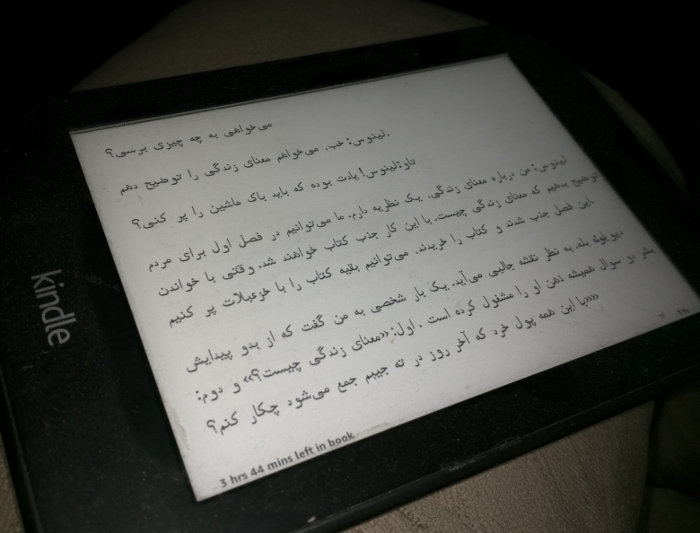 می‌خواهی به چه چیزی برسی؟
لینوس: خب. می‌خواهم معنای زندگی را توضیح دهم.
تاو:لینوس! یادت بوده که باید باک ماشین را پر کنی؟
لینوس: من درباره معنای زندگی، یک نظریه دارم. ما می‌توانیم در فصل اول برای مردم
توضیح بدهیم که معنای زندگی چیست. با این کار جذب کتاب خواهند شد. وقتی با خواندن
این فصل جذب شدند و کتاب را خریدند. می‌توانیم بقیه کتاب را با خزعبلات پر کنیم.
دیوید: بله. به نظر نقشه جالبی می‌آید. یک بار شخصی به من گفت که از بدو پیدایش
بشر دو سوال همیشه ذهن او را مشغول کرده است . اول:«معنای زندگی چیست؟» و دوم:
«با این همه پول خرد که آخر روز در ته جیبم جمع می‌شود چکار کنم؟
3 hrs 44 mins left in book
kindle